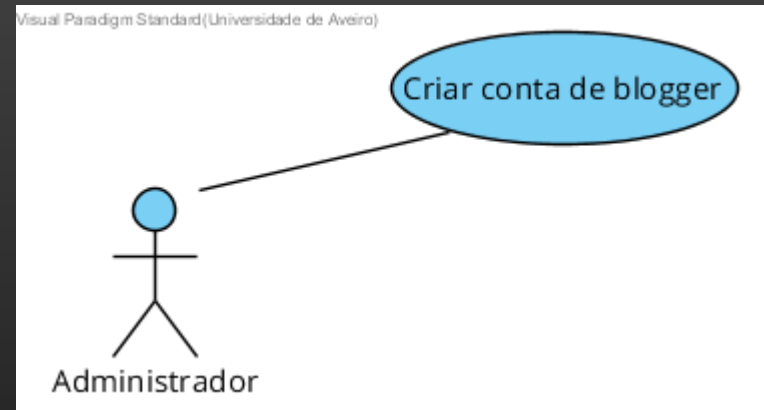 Visual Paradigm Standard(Universidade de Aveiro)
Criar conta de blogger
Administrador